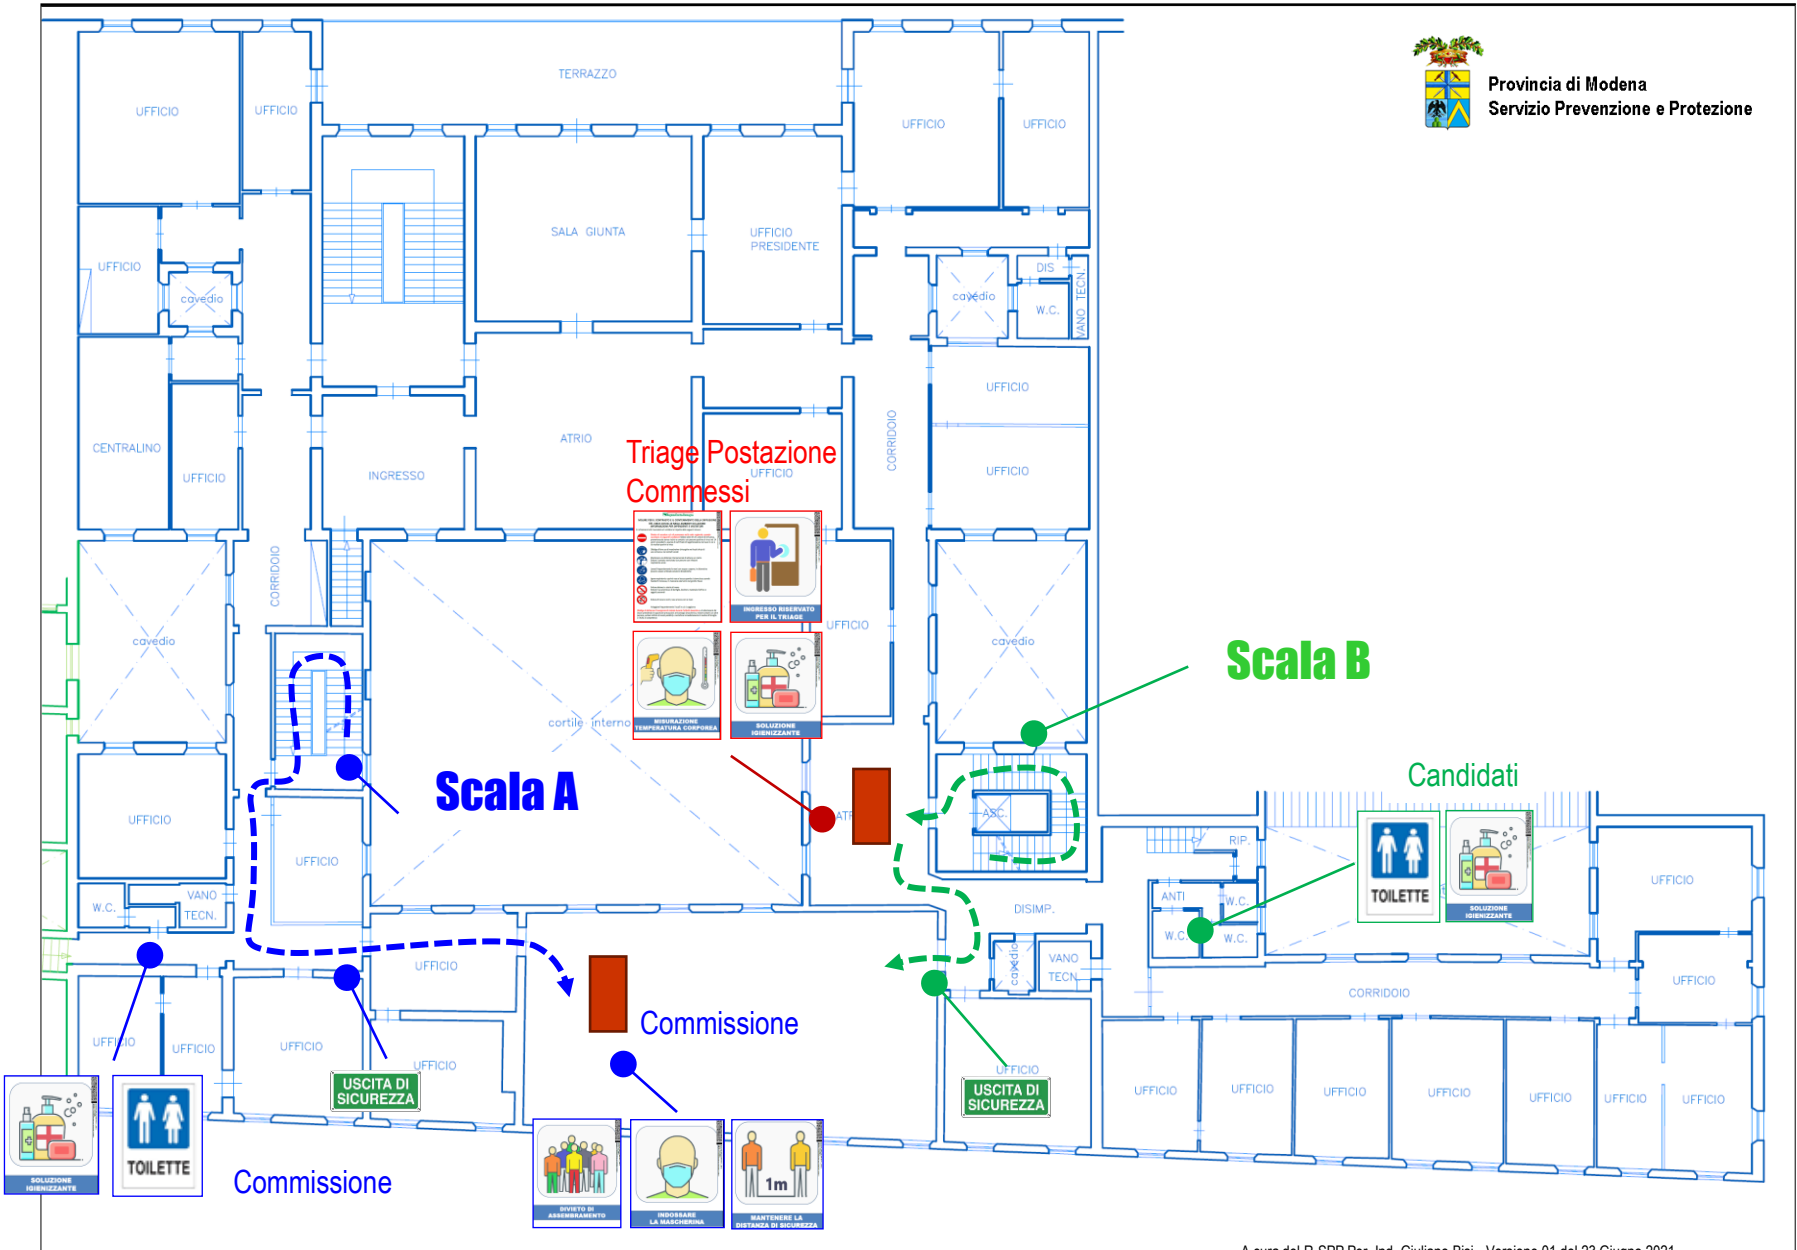 Provincia di Modena
Servizio Prevenzione e Protezione
TERRAZZO
UFFICIO
UFFICIO
UFFICIO
UFFICIO
SALA GIUNTA
UFFICIO
PRESIDENTE
UFFICIO
cavedio
cavedio
DIS
W.C.
VANO TECN.
UFFICIO
CENTRALINO
UFFICIO
INGRESSO
ATRIO
CORRIDOIO
UFFICIO
Triage Postazione
Commessi
UFFICIO
INGRESSO RISERVATO
PER IL TRIAGE
MISURAZIONE
TEMPERATURA CORPOREA
SOLUZIONE
IGIENIZZANTE
UFFICIO
CORRIDOIO
cavedio
cavedio
cortile interno
Scala A
Scala B
ASC.
UFFICIO
UFFICIO
Candidati
TOILETTE
SOLUZIONE
IGIENIZZANTE
RIP.
ANTI
W.C.
W.C.
W.C.
UFFICIO
W.C.
VANO
TECN.
DISIMP.
cavedio
VANO
TECN.
UFFICIO
CORRIDOIO
UFFICIO
UFFICIO
UFFICIO
UFFICIO
UFFICIO
Commissione
UFFICIO
UFFICIO
UFFICIO
UFFICIO
UFFICIO
UFFICIO
UFFICIO
UFFICIO
USCITA DI
SICUREZZA
USCITA DI
SICUREZZA
SOLUZIONE
IGIENIZZANTE
TOILETTE
Commissione
DIVIETO DI
ASSEMBRAMENTO
INDOSSARE
LA MASCHERINA
1m
MANTENERE LA
DISTANZA DI SICUREZZA